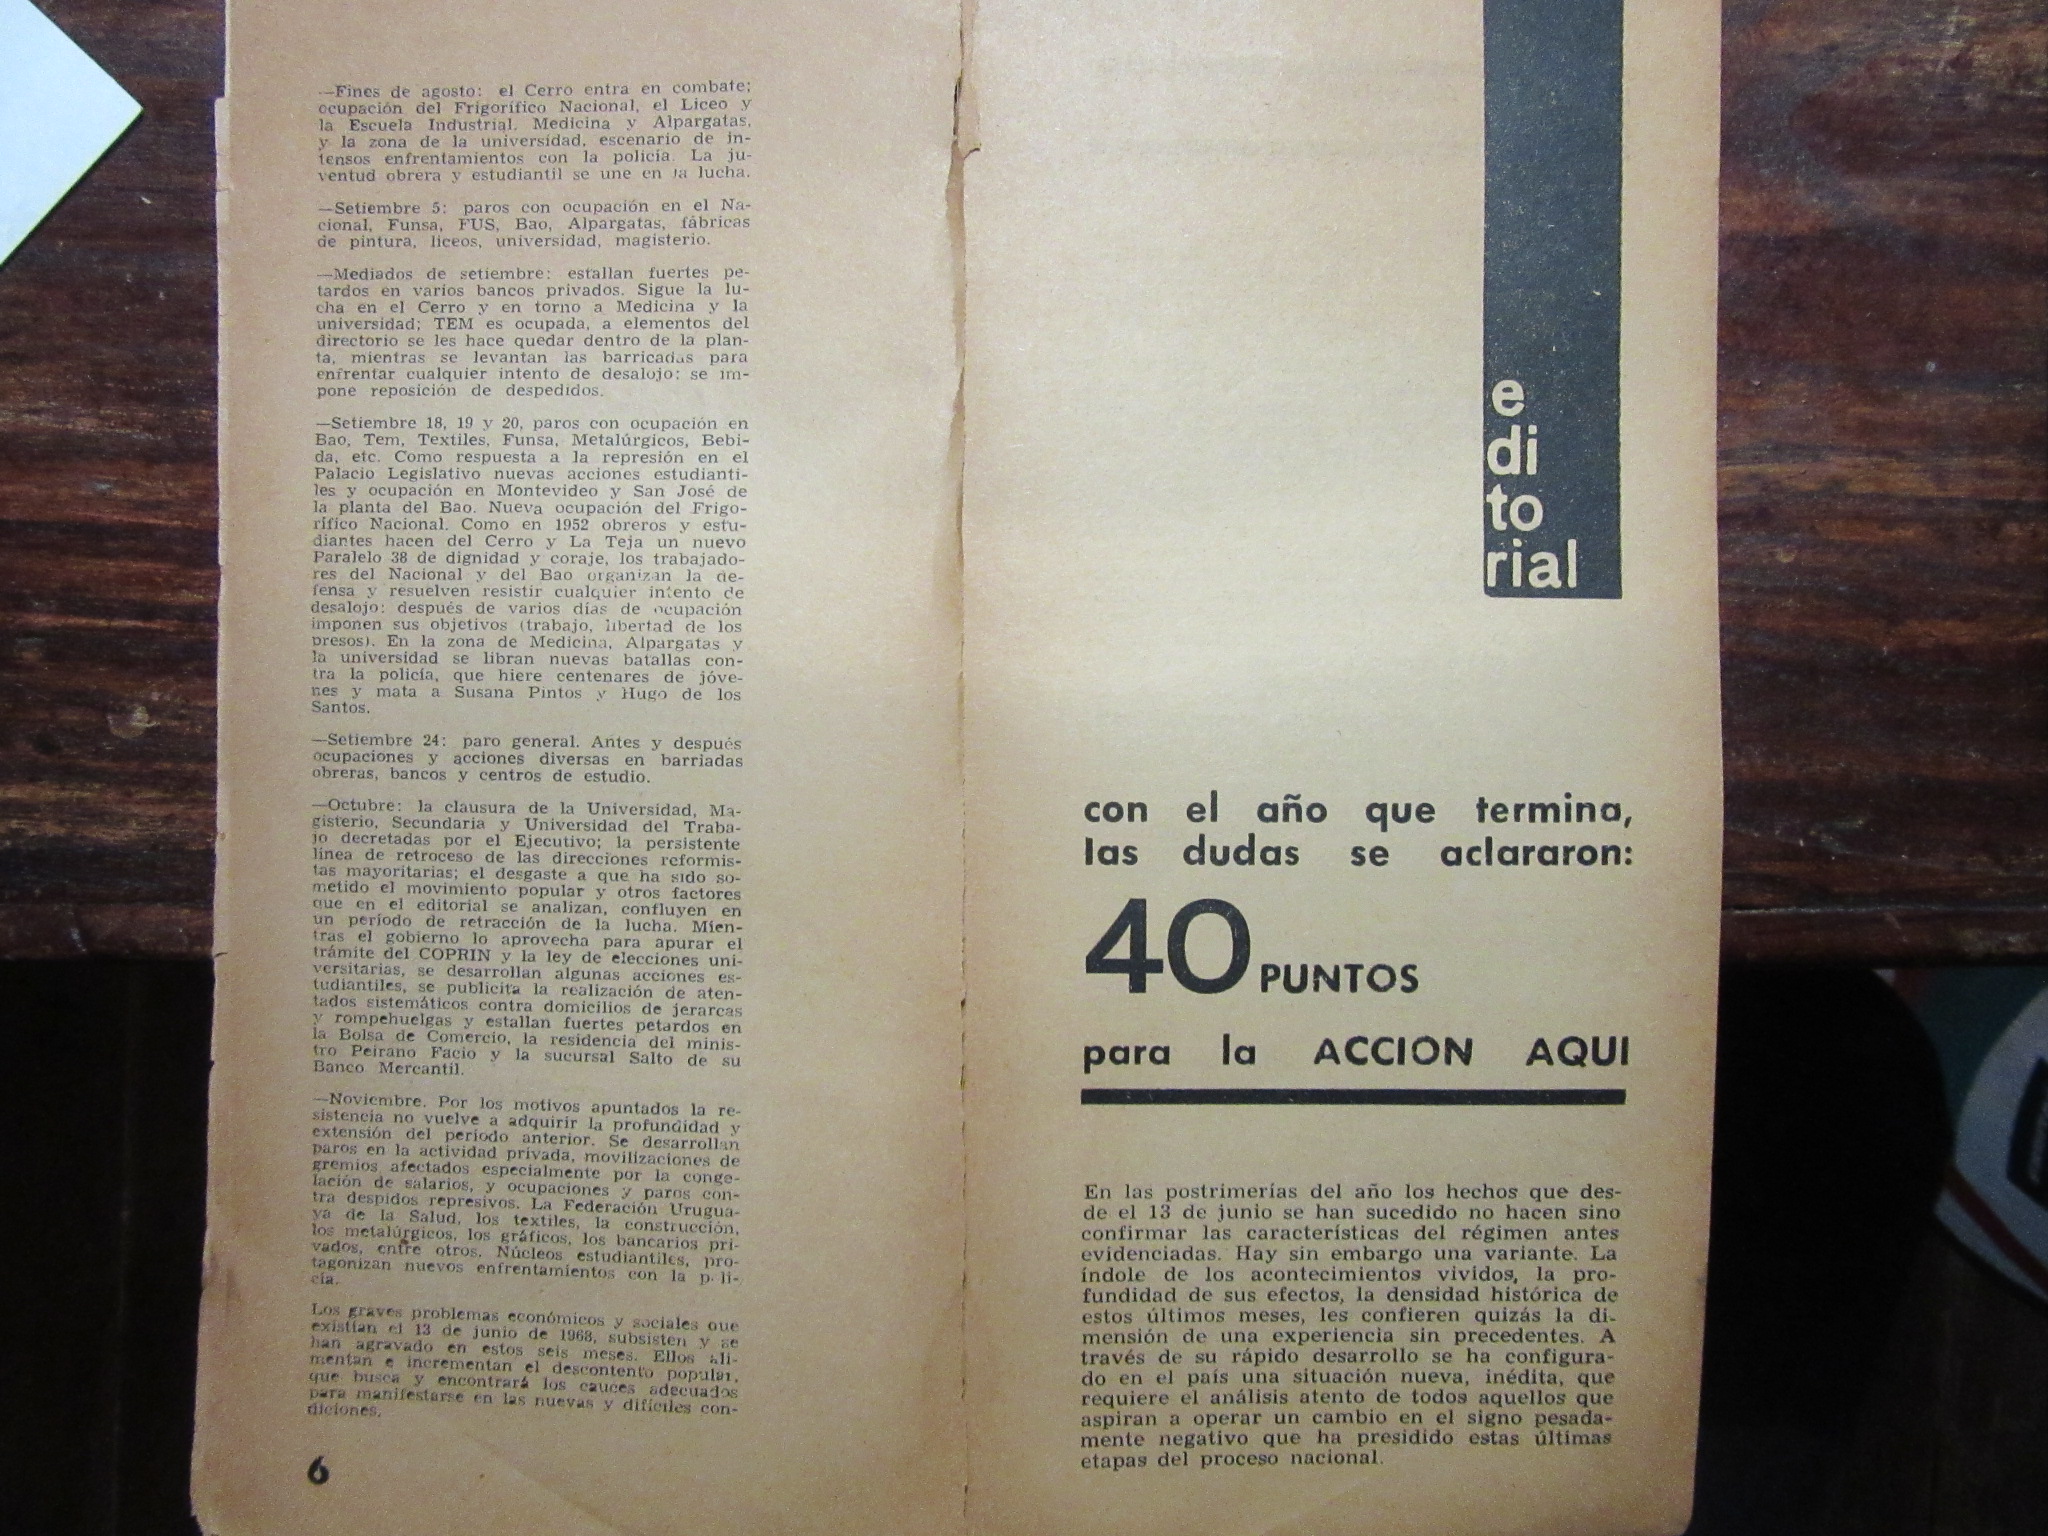 —Fines de agosto: el Cerro entra en combate;
ocupación del Frigorífico Nacional, el Liceo y
la Escuela Industrial. Medicina y Alpargatas,
y la zona de la universidad, escenario de in-
tensos enfrentamientos con la policía. La ju-
ventud obrera y estudiantil se une en la lucha.
—Setiembre 5: paros con ocupación en el Na-
cional, Funsa, FUS, Bao, Alpargatas, fábricas
de pintura, liceos, universidad, magisterio.
—Mediados de setiembre: estallan fuertes pe-
tardos en varios bancos privados. Sigue la lu-
cha en el Cerro y en torno a Medicina y la
universidad; TEM es ocupada, a elementos del
directorio se les hace quedar dentro de la plan-
ta, mientras se levantan las barricadas para
enfrentar cualquier intento de desalojo: se im-
pone reposición de despedidos.
—Setiembre 18, 19 y 20, paros con ocupación en
Bao, Tem, Textiles, Funsa, Metalúrgicos, Bebi-
da, etc. Como respuesta a la represión en el
Palacio Legislativo nuevas acciones estudianti-
les y ocupación en Montevideo y San José de
la planta del Bao. Nueva ocupación del Frigo-
rífico Nacional. Como en 1952 obreros y estu-
diantes hacen del Cerro y La Teja un nuevo
Paralelo 38 de dignidad y coraje, los trabajado-
res del Nacional y del Bao organizan la de-
fensa y resuelven resistir cualquier intento de
desalojo: después de varios días de ocupación
imponen sus objetivos (trabajo, libertad de los
presos). En la zona de Medicina, Alpargatas y
la universidad se libran nuevas batallas con-
tra la policía, que hiere centenares de jóve-
nes y mata a Susana Pintos y Hugo de los
Santos.
—Setiembre 24: paro general. Antes y después
ocupaciones y acciones diversas en barriadas
obreras, bancos y centros de estudio.
—Octubre: la clausura de la Universidad, Ma-
gisterio, Secundaria y Universidad del Traba-
jo decretadas por el Ejecutivo; la persistente
línea de retroceso de las direcciones reformis-
tas mayoritarias; el desgaste a que ha sido so-
metido el movimiento popular y otros factores
que en el editorial se analizan, confluyen en
un período de retracción de la lucha. Mien-
tras el gobierno lo aprovecha para apurar el
trámite del COPRIN y la ley de elecciones uni-
versitarias, se desarrollan algunas acciones es-
tudiantiles, se publicita la realización de aten-
tados sistemáticos contra domicilios de jerarcas
y rompehuelgas y estallan fuertes petardos en
la Bolsa de Comercio, la residencia del minis-
tro Peirano Facio y la sucursal Salto de su
Banco Mercantil.
—Noviembre. Por los motivos apuntados la re-
sistencia no vuelve a adquirir la profundidad y
extensión del período anterior. Se desarrollan
paros en la actividad privada, movilizaciones de
gremios afectados especialmente por la conge-
lación de salarios, y ocupaciones y paros con-
tra despidos represivos. La Federación Urugua-
ya de la Salud, los textiles, la construcción,
los metalúrgicos, los gráficos, los bancarios pri-
vados, entre otros. Núcleos estudiantiles, pro-
tagonizan nuevos enfrentamientos con la poli-
cía.
Los graves problemas económicos y sociales que
existían el 13 de junio de 1968, subsisten y se
han agravado en estos seis meses. Ellos ali-
mentan e incrementan el descontento popular,
que busca y encontrará los cauces adecuados
para manifestarse en las nuevas y difíciles con-
diciones.
6
e
di
to
rial
con el año que termina,
las dudas se aclararon:
40 PUNTOS
para la ACCION AQUI
En las postrimerías del año los hechos que des-
de el 13 de junio se han sucedido no hacen sino
confirmar las características del régimen antes
evidenciadas. Hay sin embargo una variante. La
índole de los acontecimientos vividos, la pro-
fundidad de sus efectos, la densidad histórica de
estos últimos meses, les confieren quizás la di-
mensión de una experiencia sin precedentes. A
través de su rápido desarrollo se ha configura-
do en el país una situación nueva, inédita, que
requiere el análisis atento de todos aquellos que
aspiran a operar un cambio en el signo pesada-
mente negativo que ha presidido estas últimas
etapas del proceso nacional.